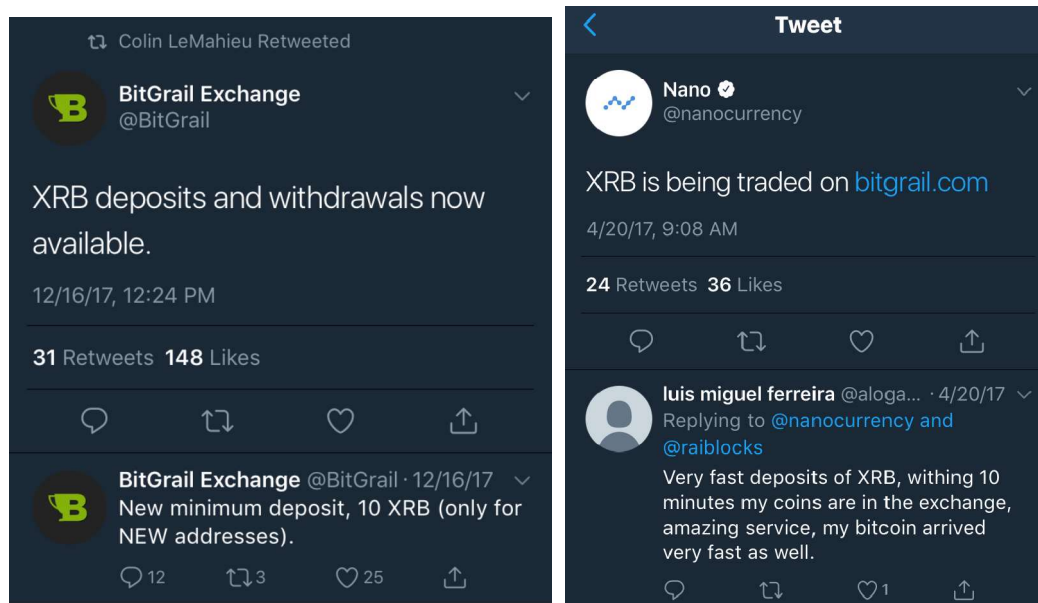 Colin LeMahieu Retweeted
BitGrail Exchange
@BitGrail
XRB deposits and withdrawals now
available.
12/16/17, 12:24 PM
31 Retweets 148 Likes
BitGrail Exchange @BitGrail · 12/16/17
New minimum deposit, 10 XRB (only for
NEW addresses).
12 3 25
Tweet
Nano
@nanocurrency
XRB is being traded on bitgrail.com
4/20/17, 9:08 AM
24 Retweets 36 Likes
luis miguel ferreira @aloga... · 4/20/17
Replying to @nanocurrency and
@raiblocks
Very fast deposits of XRB, withing 10
minutes my coins are in the exchange,
amazing service, my bitcoin arrived
very fast as well.
1